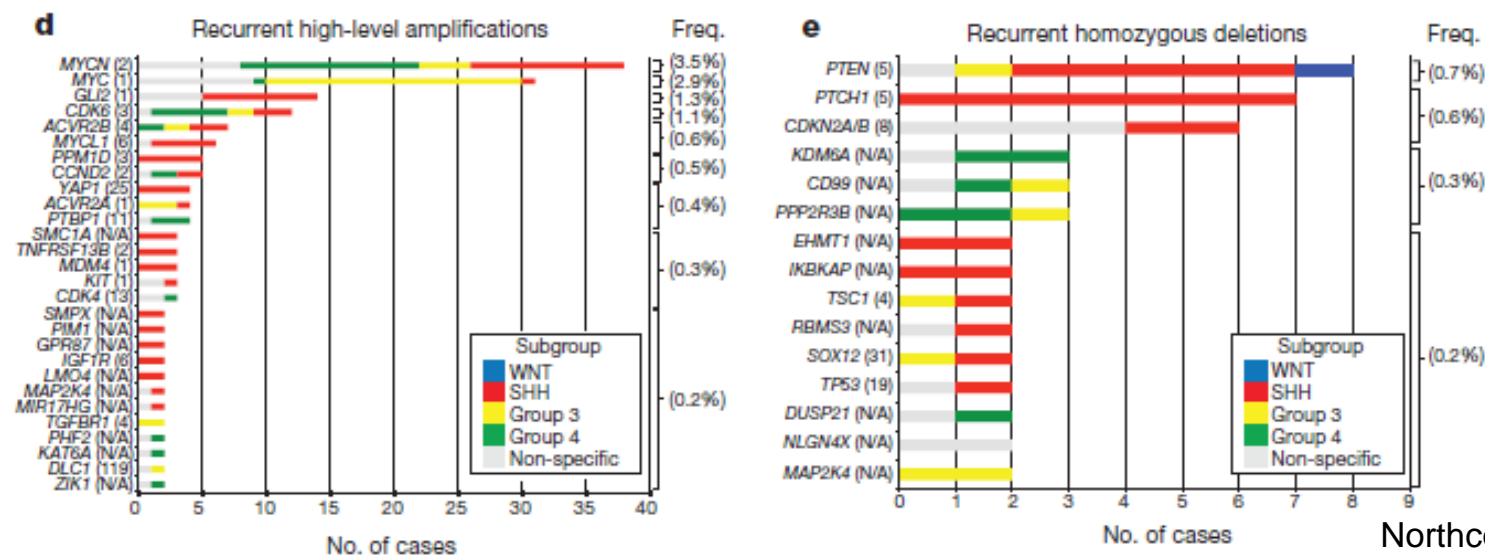 d Recurrent high-level amplifications Freq.
MYCN (2) (3.5%)
MYC (1) (2.9%)
GLI2 (1) (1.3%)
CDK6 (3) (1.1%)
ACVR2B (4)
MYCL1 (6) (0.6%)
PPM1D (3)
CCND2 (2) (0.5%)
YAP1 (25)
ACVR2A (1) (0.4%)
PTBP1 (11)
SMC1A (N/A)
TNFRSF13B (2)
MDM4 (1) (0.3%)
KIT (1)
CDK4 (13)
SMPX (N/A)
PIM1 (N/A)
GPR87 (N/A)
IGF1R (6)
LMO4 (N/A)
MAP2K4 (N/A)
MIR17HG (N/A) (0.2%)
TGFBR1 (4)
PHF2 (N/A)
KAT6A (N/A)
DLC1 (119)
ZIK1 (N/A)
Subgroup
WNT
SHH
Group 3
Group 4
Non-specific
0 5 10 15 20 25 30 35 40
No. of cases
e Recurrent homozygous deletions Freq.
PTEN (5) (0.7%)
PTCH1 (5)
(0.6%)
CDKN2A/B (8)
KDM6A (N/A)
CD99 (N/A) (0.3%)
PPP2R3B (N/A)
EHMT1 (N/A)
IKBKAP (N/A)
TSC1 (4)
RBMS3 (N/A)
SOX12 (31) (0.2%)
TP53 (19)
DUSP21 (N/A)
NLGN4X (N/A)
MAP2K4 (N/A)
Subgroup
WNT
SHH
Group 3
Group 4
Non-specific
0 1 2 3 4 5 6 7 8 9
No. of cases
Northc